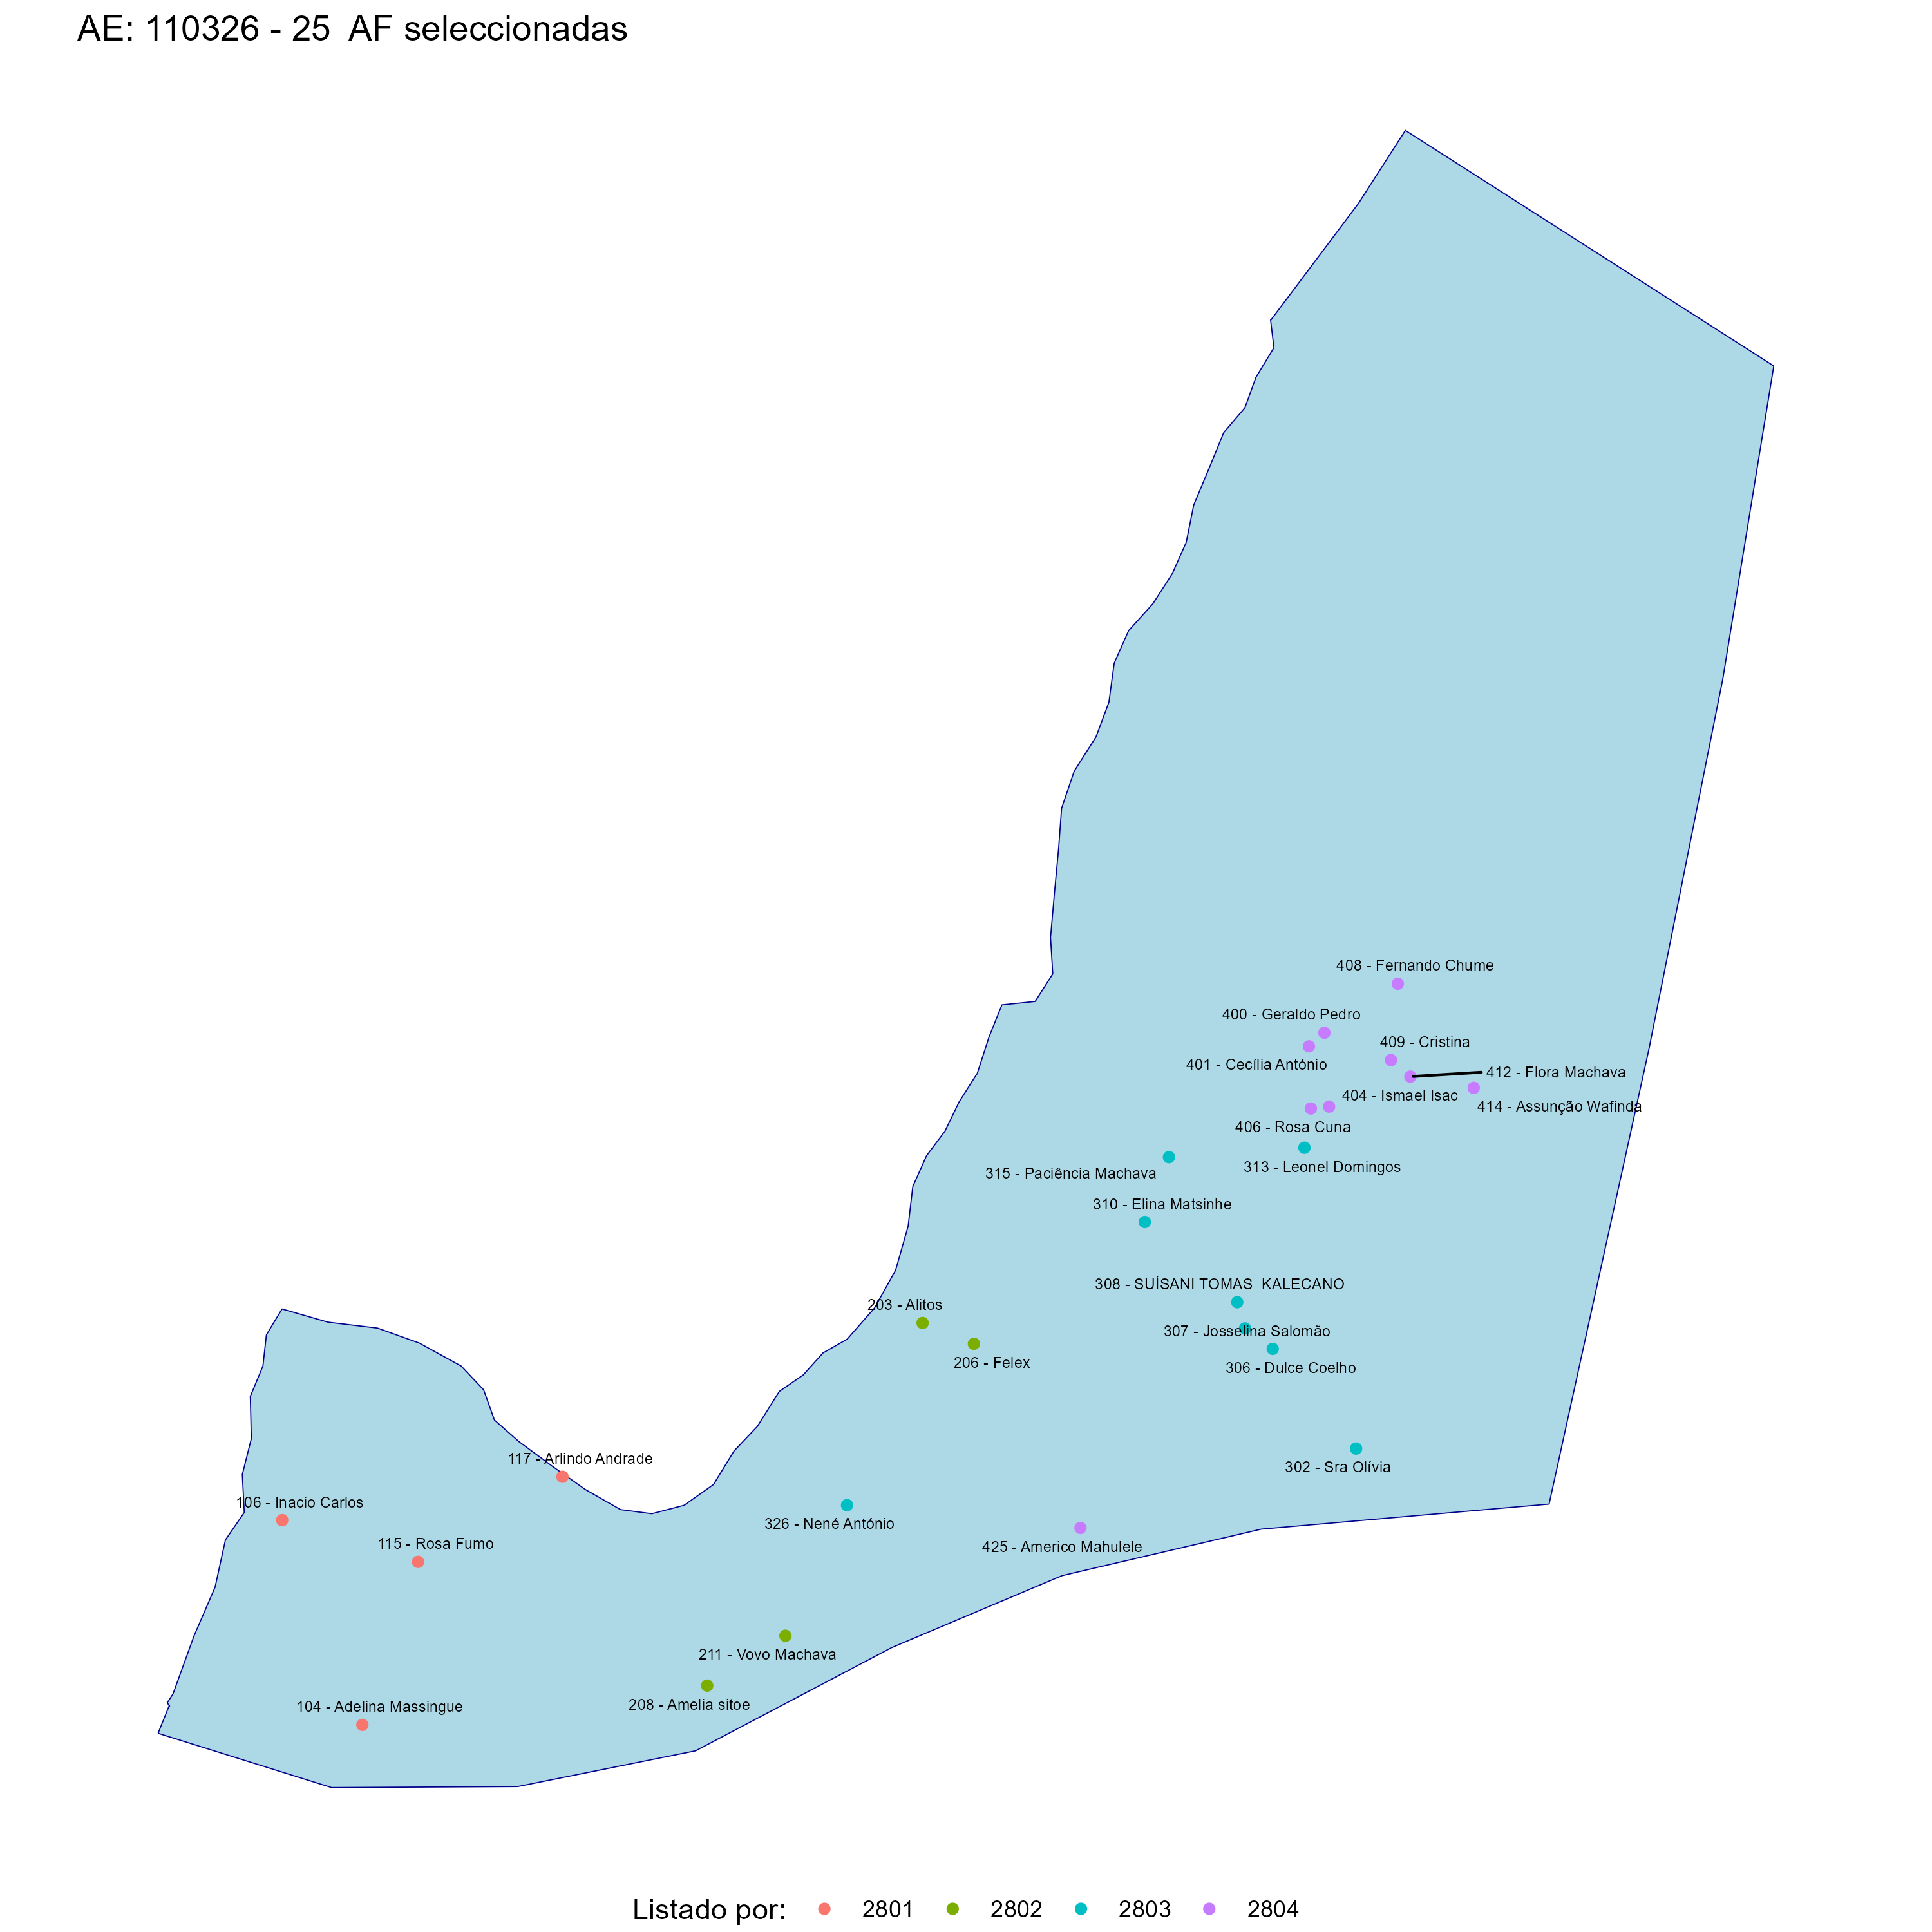 AE: 110326 - 25  AF seleccionadas
408 - Fernando Chume
400 - Geraldo Pedro
409 - Cristina
401 - Cecília António
412 - Flora Machava
404 - Ismael Isac
414 - Assunção Wafinda
406 - Rosa Cuna
313 - Leonel Domingos
315 - Paciência Machava
310 - Elina Matsinhe
308 - SUÍSANI TOMAS  KALECANO
203 - Alitos
307 - Josselina Salomão
206 - Felex
306 - Dulce Coelho
117 - Arlindo Andrade
302 - Sra Olívia
106 - Inacio Carlos
326 - Nené António
115 - Rosa Fumo
425 - Americo Mahulele
211 - Vovo Machava
208 - Amelia sitoe
104 - Adelina Massingue
Listado por: 2801 2802 2803 2804